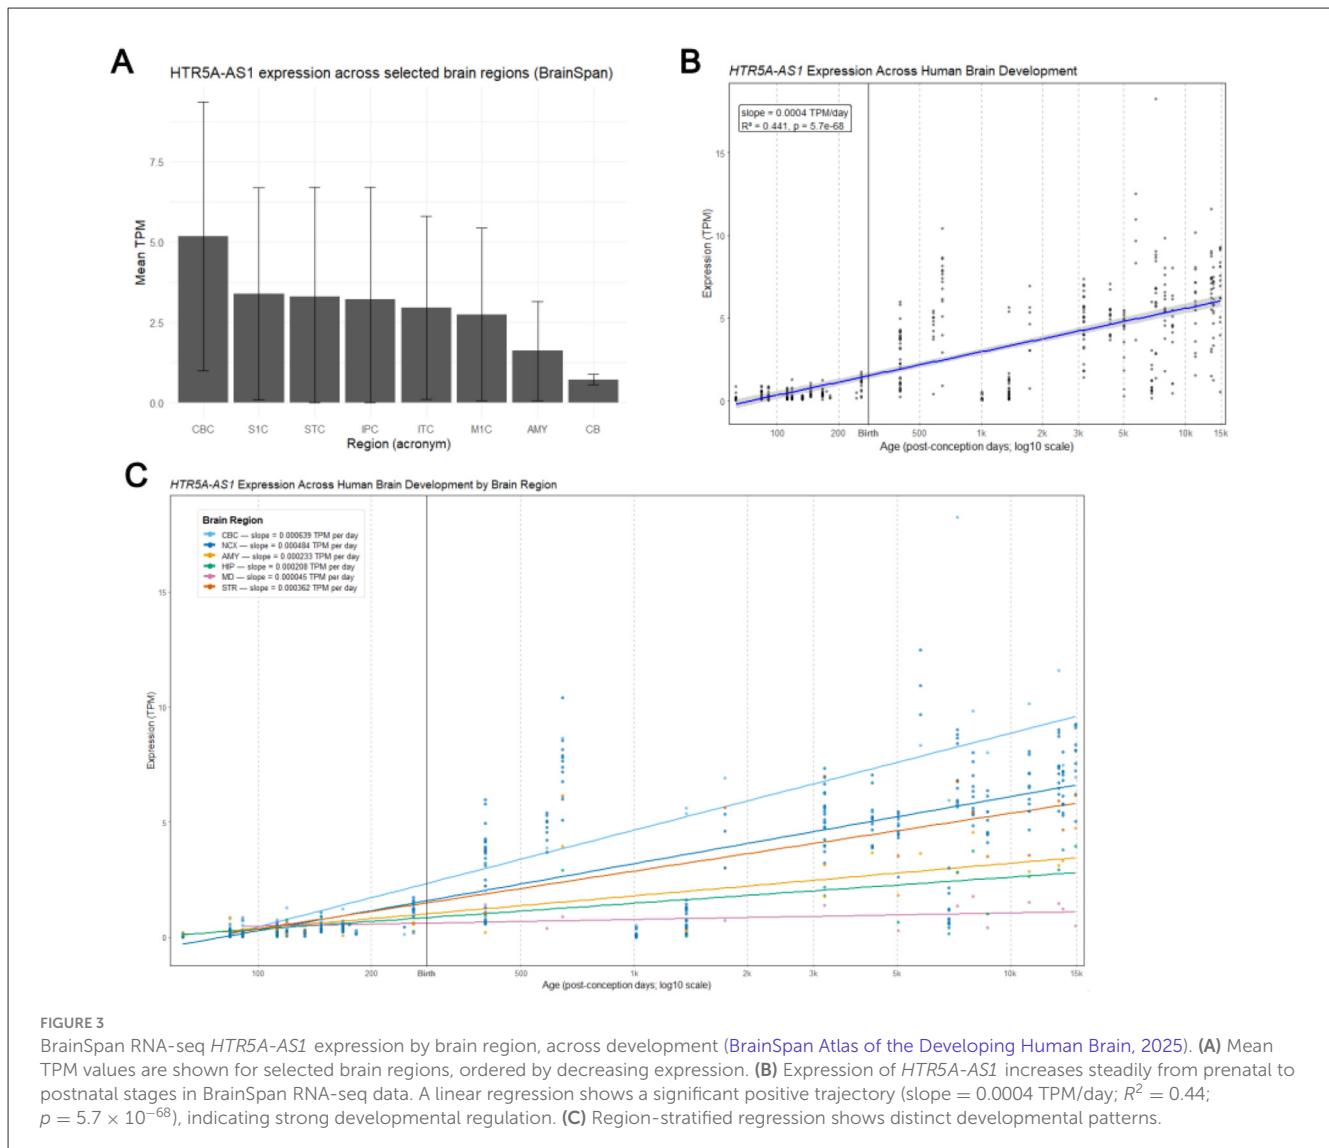 A
HTR5A-AS1 expression across selected brain regions (BrainSpan)
Mean TPM
7.5
5.0
2.5
0.0
CBC S1C STC IPC ITC M1C AMY CB
Region (acronym)
B
HTR5A-AS1 Expression Across Human Brain Development
slope = 0.0004 TPM/day
R² = 0.441, p = 5.7e-68
Expression (TPM)
15
10
5
0
100 200 Birth 500 1k 2k 3k 5k 10k 15k
Age (post-conception days; log10 scale)
C
HTR5A-AS1 Expression Across Human Brain Development by Brain Region
Brain Region
CBC — slope = 0.000639 TPM per day
NCX — slope = 0.000484 TPM per day
AMY — slope = 0.000233 TPM per day
HIP — slope = 0.000208 TPM per day
MD — slope = 0.000045 TPM per day
STR — slope = 0.000362 TPM per day
Expression (TPM)
15
10
5
0
100 200 Birth 500 1k 2k 3k 5k 10k 15k
Age (post-conception days; log10 scale)
FIGURE 3
BrainSpan RNA-seq HTR5A-AS1 expression by brain region, across development (BrainSpan Atlas of the Developing Human Brain, 2025). (A) Mean
TPM values are shown for selected brain regions, ordered by decreasing expression. (B) Expression of HTR5A-AS1 increases steadily from prenatal to
postnatal stages in BrainSpan RNA-seq data. A linear regression shows a significant positive trajectory (slope = 0.0004 TPM/day; R² = 0.44;
p = 5.7 × 10⁻⁶⁸), indicating strong developmental regulation. (C) Region-stratified regression shows distinct developmental patterns.